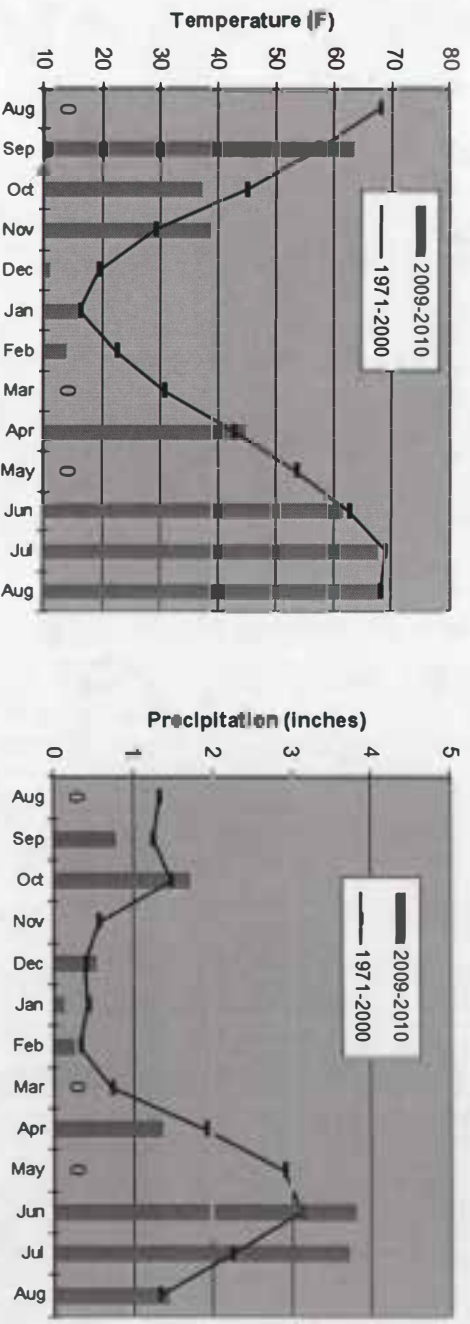 Temperature (F)
80
70
60
50
40
30
20
10
2009-2010
1971-2000
0
0
0
Aug
Sep
Oct
Nov
Dec
Jan
Feb
Mar
Apr
May
Jun
Jul
Aug
Precipitation (inches)
5
4
3
2
1
0
2009-2010
1971-2000
0
0
0
Aug
Sep
Oct
Nov
Dec
Jan
Feb
Mar
Apr
May
Jun
Jul
Aug